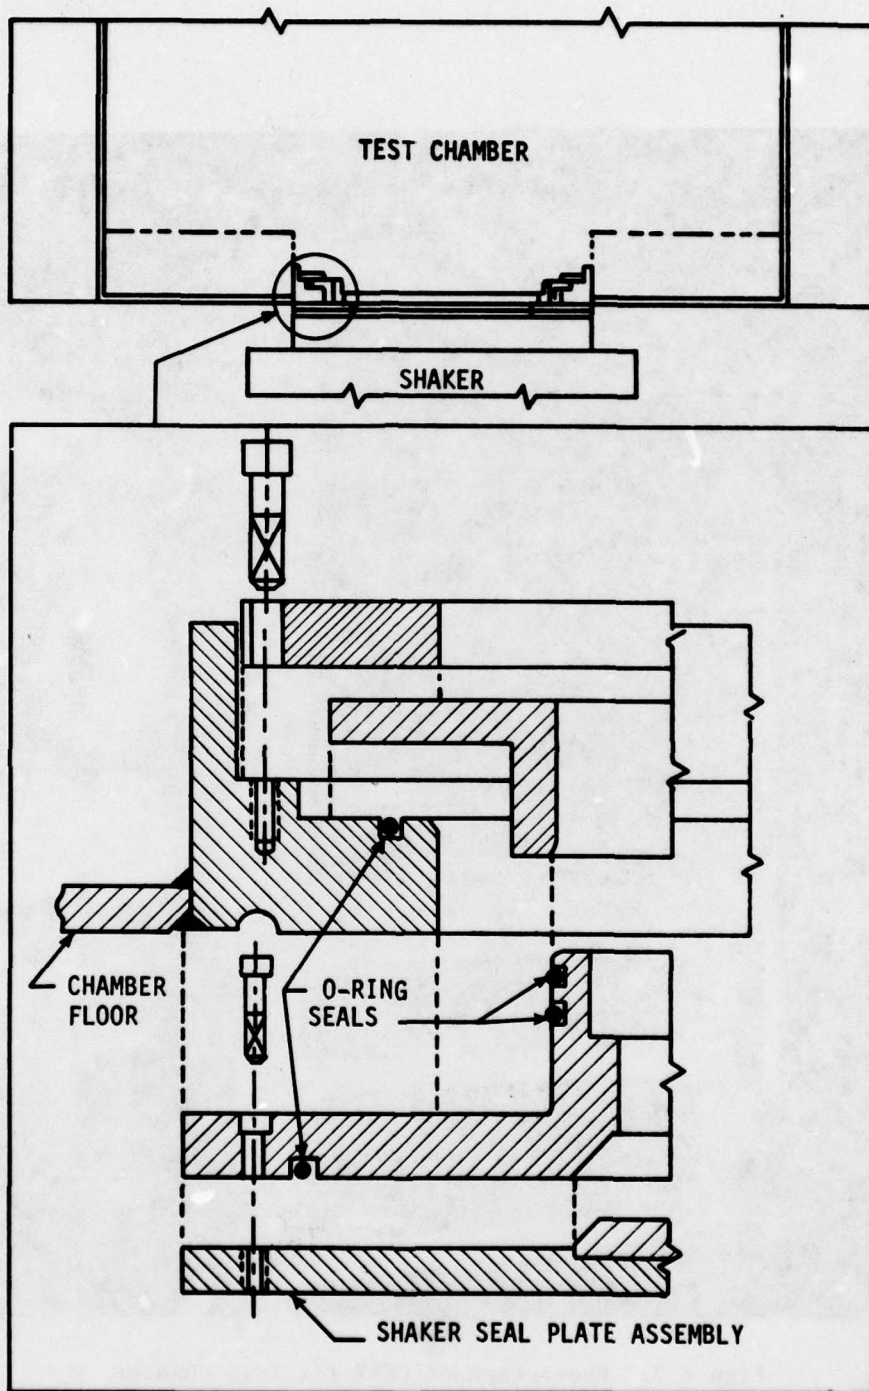 TEST CHAMBER
SHAKER
CHAMBER
FLOOR
O-RING
SEALS
SHAKER SEAL PLATE ASSEMBLY